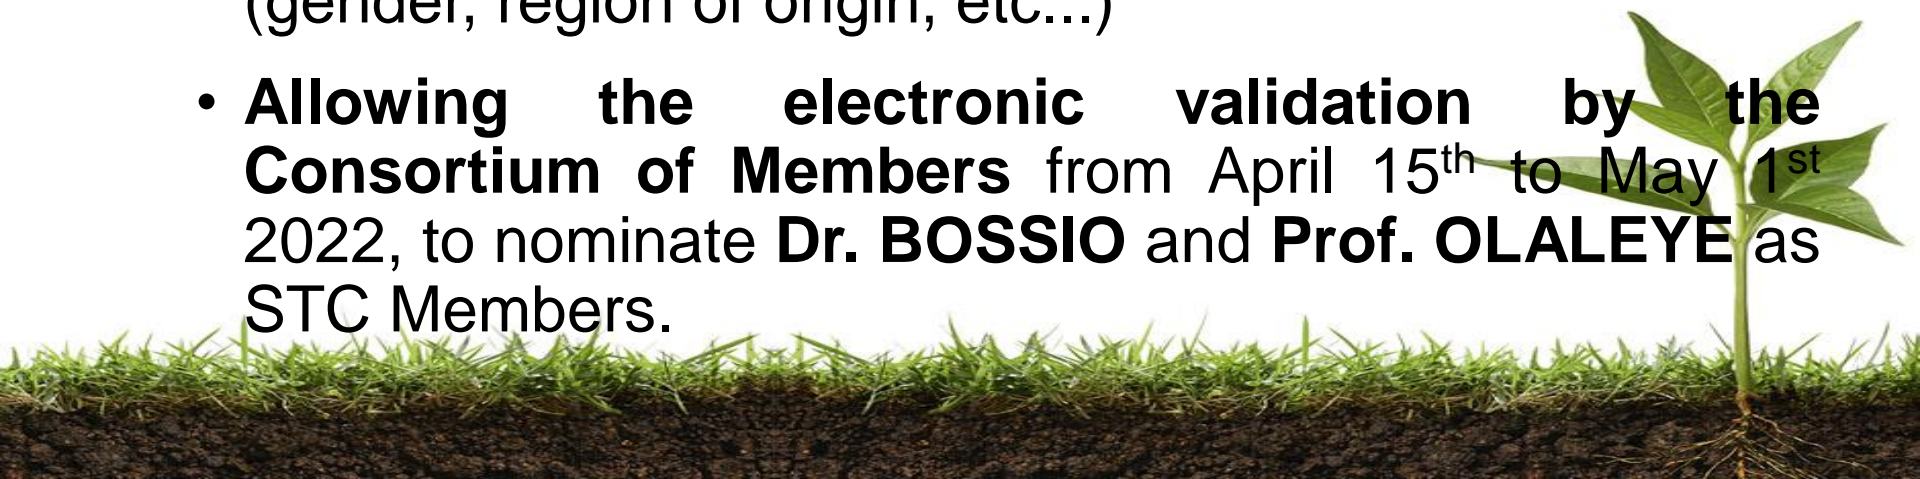 (gender, region of origin, etc...)
• Allowing the electronic validation by the
Consortium of Members from April 15th to May 1st
2022, to nominate Dr. BOSSIO and Prof. OLALEYE as
STC Members.